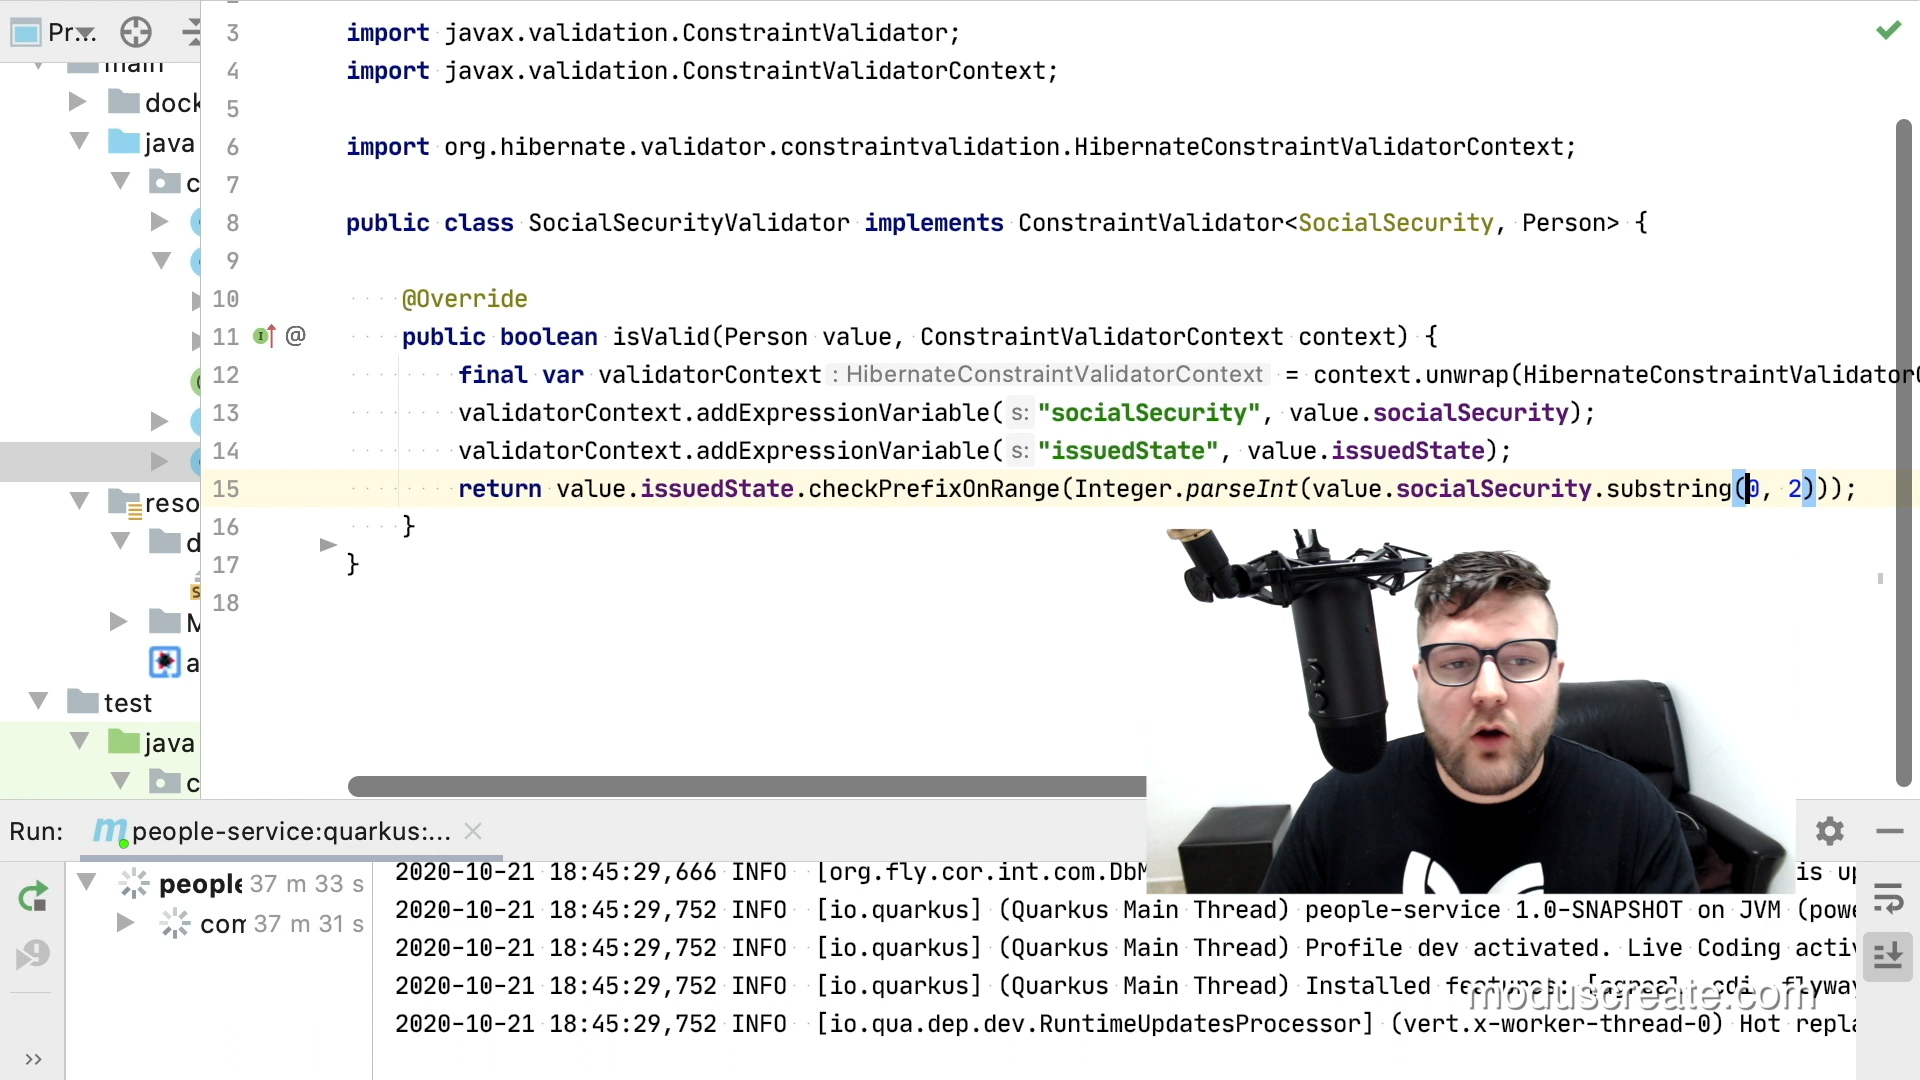 Pr...
3 import javax.validation.ConstraintValidator;
main
4 import javax.validation.ConstraintValidatorContext;
dock
5
java
6 import org.hibernate.validator.constraintvalidation.HibernateConstraintValidatorContext;
c
7
8 public class SocialSecurityValidator implements ConstraintValidator<SocialSecurity, Person> {
9
10 @Override
11 @ public boolean isValid(Person value, ConstraintValidatorContext context) {
12 final var validatorContext : HibernateConstraintValidatorContext = context.unwrap(HibernateConstraintValidatorC
13 validatorContext.addExpressionVariable( s: "socialSecurity", value.socialSecurity);
14 validatorContext.addExpressionVariable( s: "issuedState", value.issuedState);
15 return value.issuedState.checkPrefixOnRange(Integer.parseInt(value.socialSecurity.substring(0, 2)));
reso
16 }
d
17 }
18
M
a
test
java
c
Run: people-service:quarkus:...
people 37 m 33 s
com 37 m 31 s
2020-10-21 18:45:29,666 INFO [org.fly.cor.int.com.DbM is up
2020-10-21 18:45:29,752 INFO [io.quarkus] (Quarkus Main Thread) people-service 1.0-SNAPSHOT on JVM (powe
2020-10-21 18:45:29,752 INFO [io.quarkus] (Quarkus Main Thread) Profile dev activated. Live Coding activ
2020-10-21 18:45:29,752 INFO [io.quarkus] (Quarkus Main Thread) Installed features: [agroal, cdi, flyway
moduscreate.com
2020-10-21 18:45:29,752 INFO [io.qua.dep.dev.RuntimeUpdatesProcessor] (vert.x-worker-thread-0) Hot repla